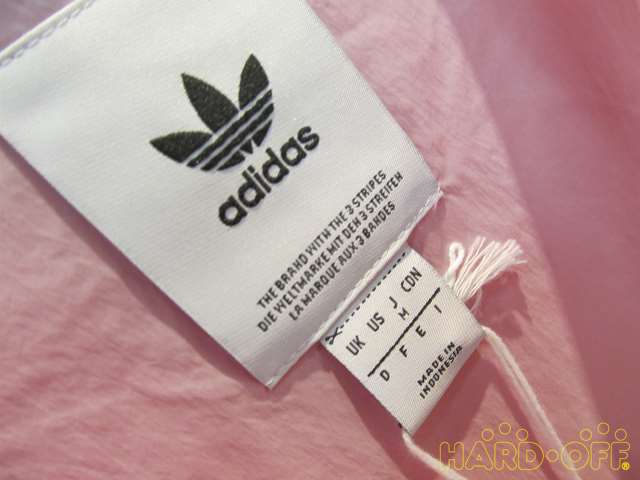 adidas
THE BRAND WITH THE 3 STRIPES
DIE WELTMARKE MIT DEN 3 STREIFEN
LA MARQUE AUX 3 BANDES
UK US J CDN
M
D F E I
MADE IN
INDONESIA
HARD・OFF